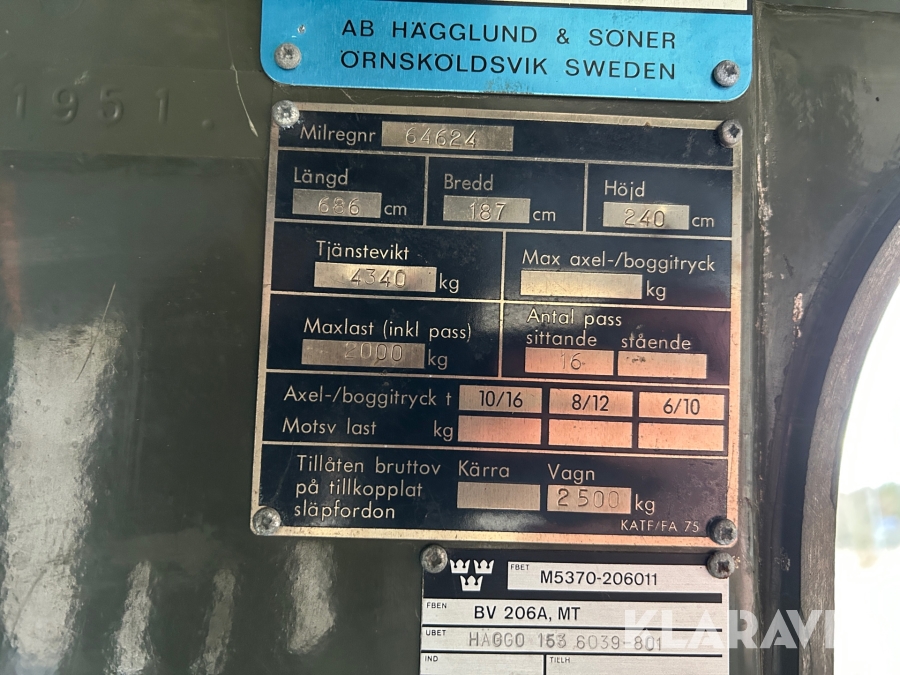 AB HÄGGLUND & SÖNER
ÖRNSKÖLDSVIK SWEDEN
1951.
Milregnr 64624
Längd Bredd Höjd
686 cm 187 cm 240 cm
Tjänstevikt Max axel-/boggitryck
4340 kg kg
Maxlast (inkl pass) Antal pass
sittande stående
2000 kg 16 -
Axel-/boggitryck t 10/16 8/12 6/10
Motsv last kg
Tillåten bruttov Kärra Vagn
på tillkopplat 2500 kg
släpfordon
KATF/FA 75
FBET M5370-206011
FBEN BV 206A, MT
UBET HÄGGO 153 6039-801
IND TILLH
KLARAVI